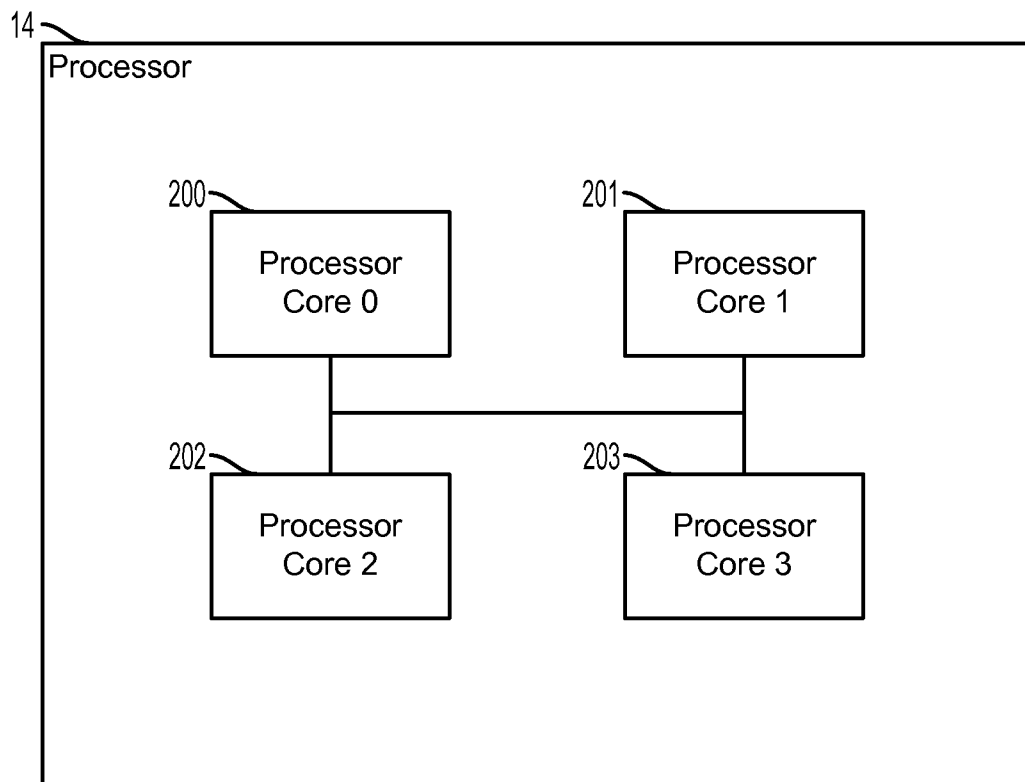 14
Processor
200
201
Processor
Core 0
Processor
Core 1
202
203
Processor
Core 2
Processor
Core 3